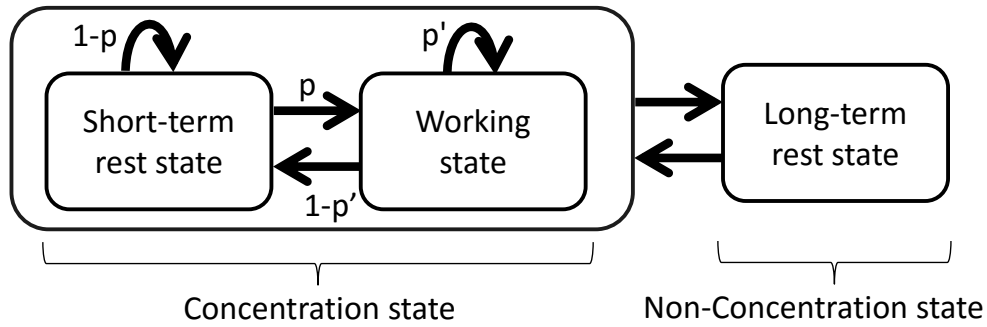 1-p
p'
p
Short-term
rest state
Working
state
Long-term
rest state
1-p’
Concentration state
Non-Concentration state